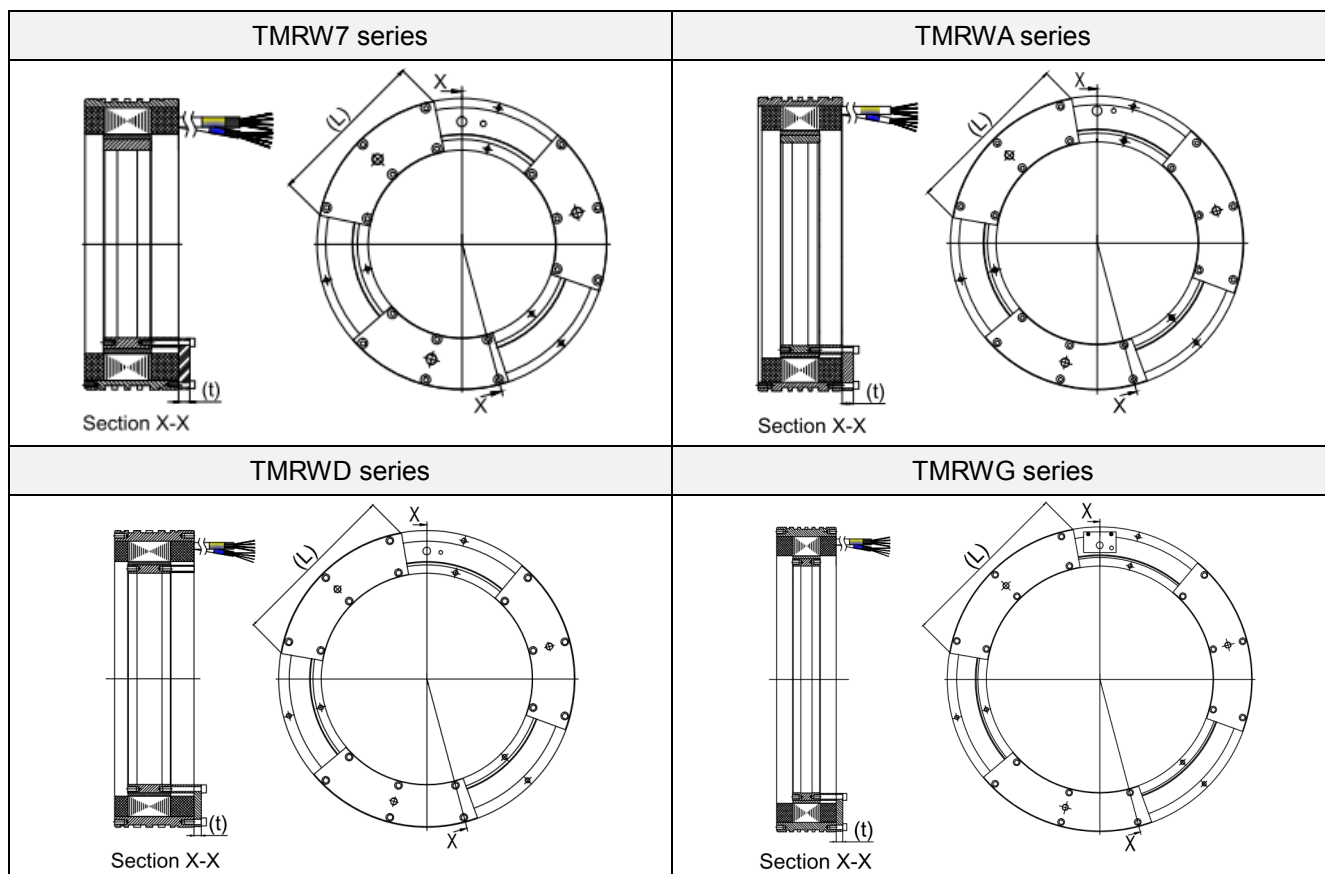 TMRW7 series
TMRWA series
X
(L)
(t)
X
Section X-X
X
(L)
(t)
X
Section X-X
TMRWD series
TMRWG series
X
(L)
(t)
X
Section X-X
X
(L)
(t)
X
Section X-X